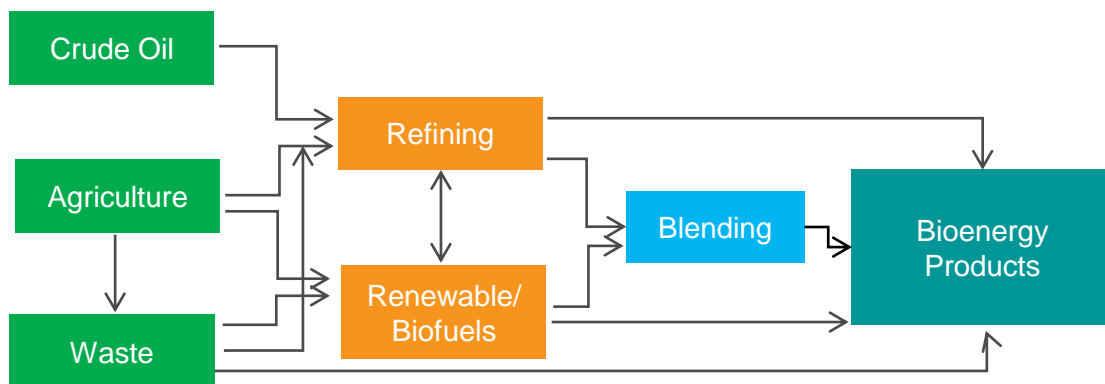 Crude Oil
Refining
Agriculture
Blending
Bioenergy
Products
Renewable/
Biofuels
Waste